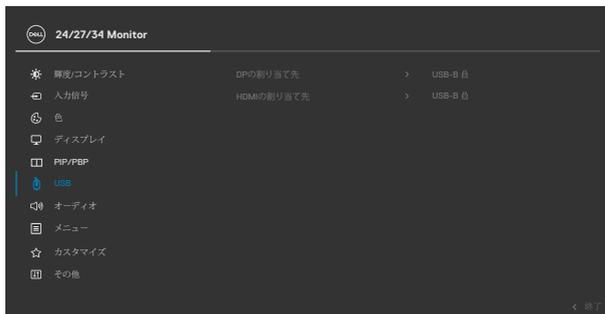 DELL 24/27/34 Monitor
輝度/コントラスト
DPの割り当て先 > USB-B
入力信号
HDMIの割り当て先 > USB-B
色
ディスプレイ
PIP/PBP
USB
オーディオ
メニュー
カスタマイズ
その他
< 終了